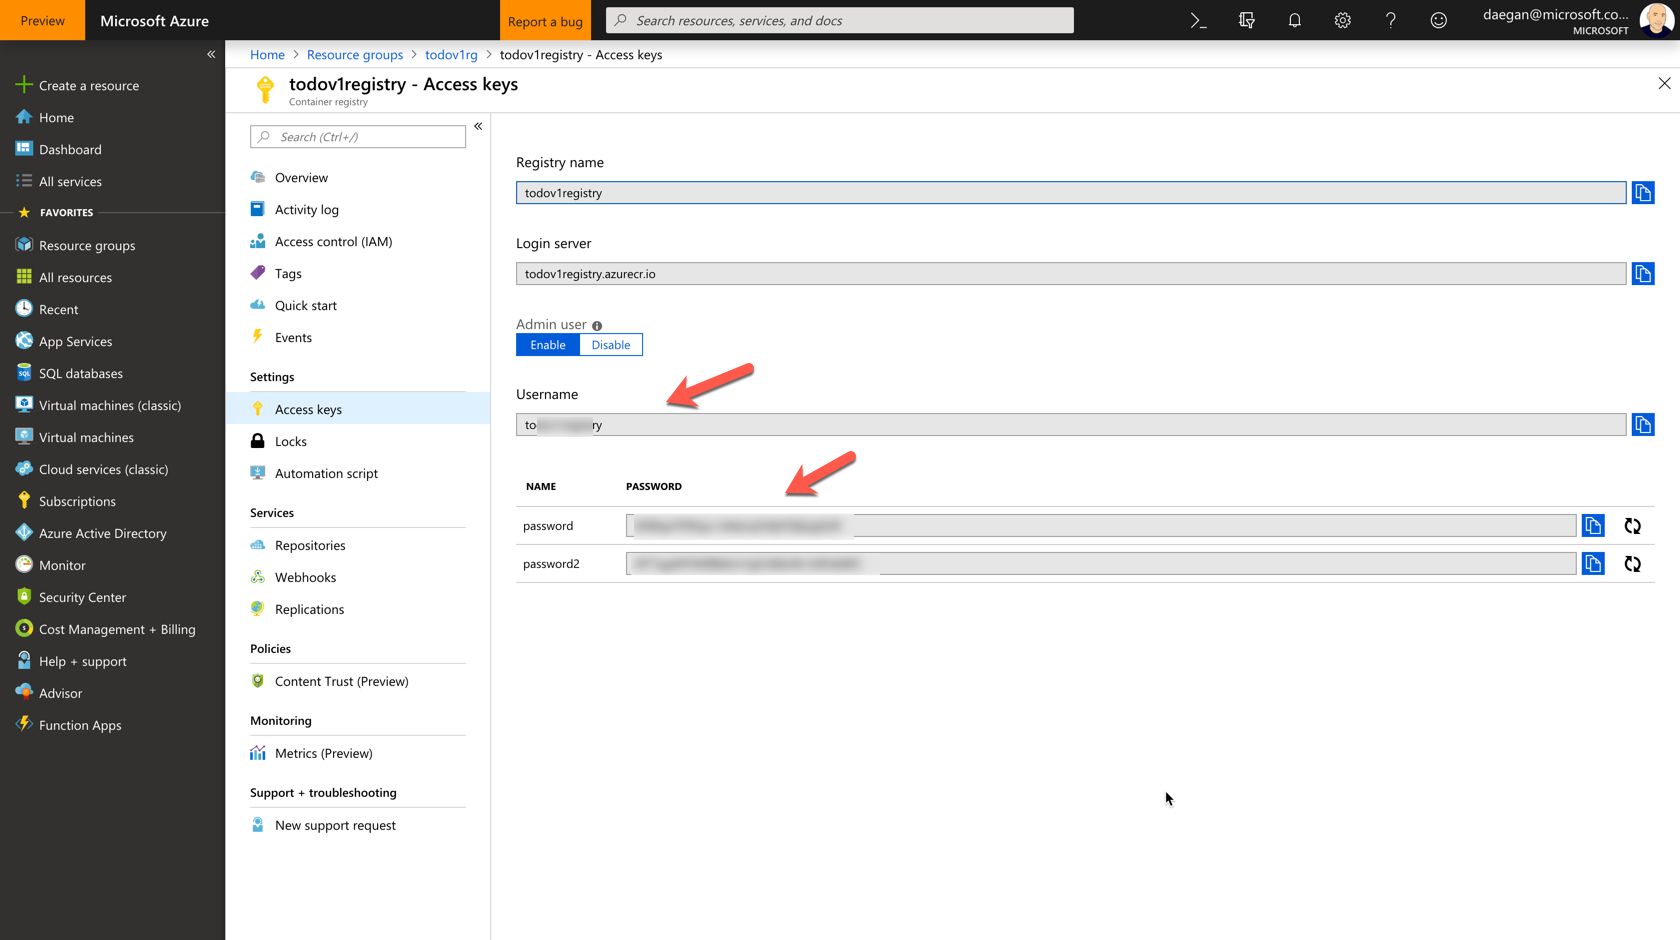 Preview
Microsoft Azure
Report a bug
Search resources, services, and docs
daegan@microsoft.co...
MICROSOFT
Create a resource
Home
Dashboard
All services
FAVORITES
Resource groups
All resources
Recent
App Services
SQL databases
Virtual machines (classic)
Virtual machines
Cloud services (classic)
Subscriptions
Azure Active Directory
Monitor
Security Center
Cost Management + Billing
Help + support
Advisor
Function Apps
Home > Resource groups > todov1rg > todov1registry - Access keys
todov1registry - Access keys
Container registry
Search (Ctrl+/)
Overview
Activity log
Access control (IAM)
Tags
Quick start
Events
Settings
Access keys
Locks
Automation script
Services
Repositories
Webhooks
Replications
Policies
Content Trust (Preview)
Monitoring
Metrics (Preview)
Support + troubleshooting
New support request
Registry name
todov1registry
Login server
todov1registry.azurecr.io
Admin user
Enable Disable
Username
NAME PASSWORD
password
password2